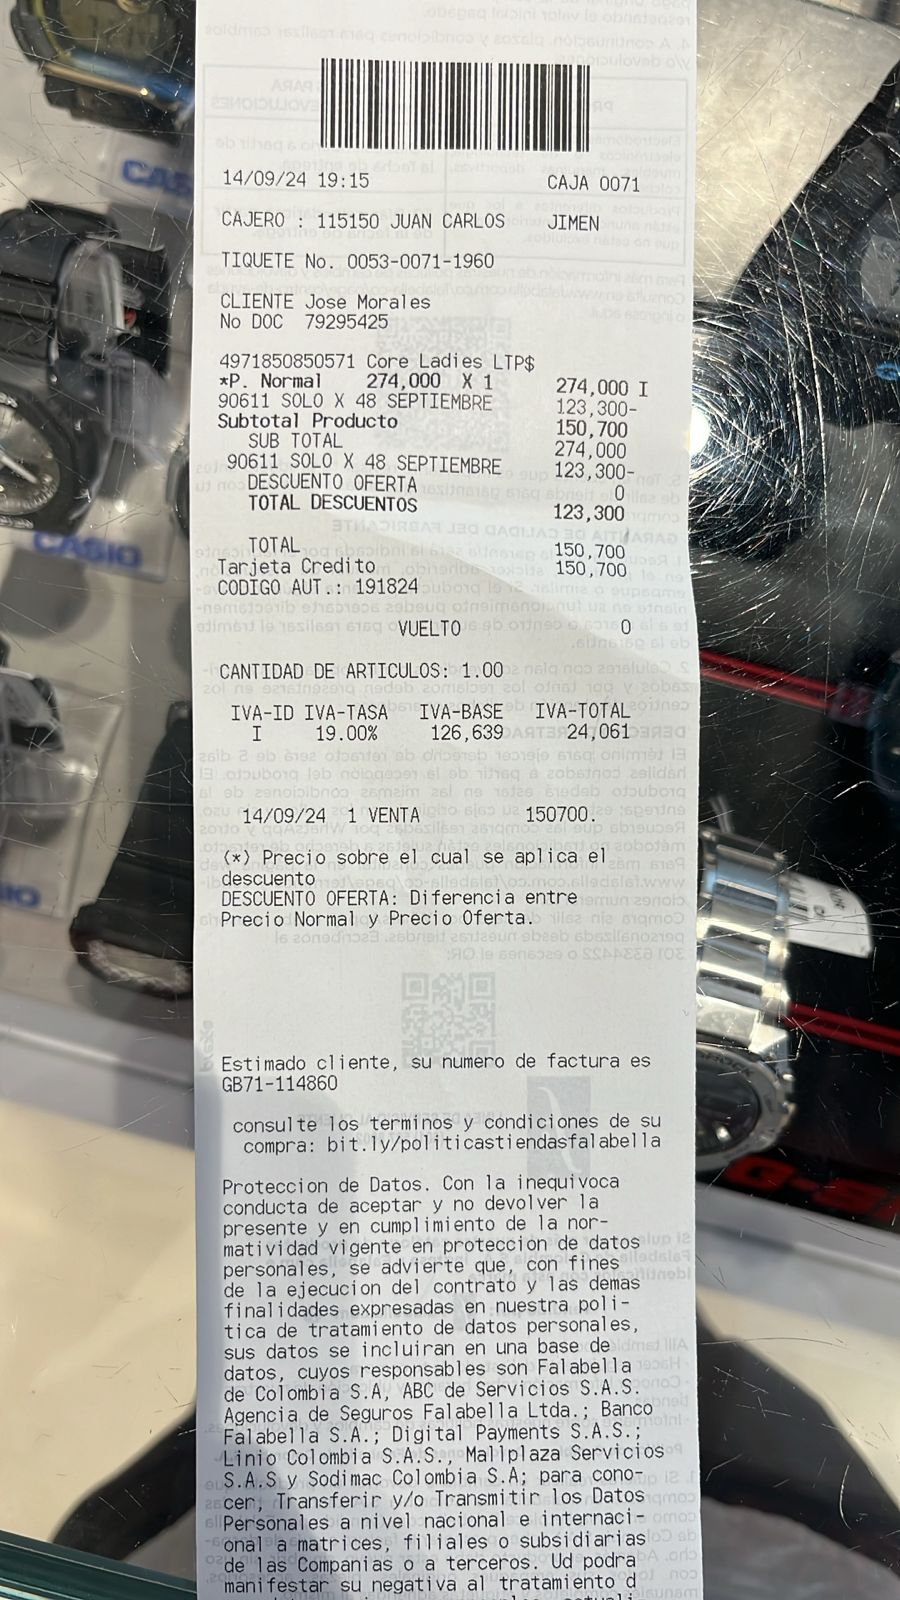 14/09/24 19:15 CAJA 0071
CAJERO : 115150 JUAN CARLOS JIMEN
TIQUETE No. 0053-0071-1960
CLIENTE Jose Morales
No DOC 79295425
4971850850571 Core Ladies LTP$
*P. Normal 274,000 X 1 274,000 I
90611 SOLO X 48 SEPTIEMBRE 123,300-
Subtotal Producto 150,700
SUB TOTAL 274,000
90611 SOLO X 48 SEPTIEMBRE 123,300-
DESCUENTO OFERTA 0
TOTAL DESCUENTOS 123,300
TOTAL 150,700
Tarjeta Credito 150,700
CODIGO AUT.: 191824
VUELTO 0
CANTIDAD DE ARTICULOS: 1.00
IVA-ID IVA-TASA IVA-BASE IVA-TOTAL
I 19.00% 126,639 24,061
14/09/24 1 VENTA 150700.
(*) Precio sobre el cual se aplica el
descuento
DESCUENTO OFERTA: Diferencia entre
Precio Normal y Precio Oferta.
Estimado cliente, su numero de factura es
GB71-114860
consulte los terminos y condiciones de su
compra: bit.ly/politicastiendasfalabella
Proteccion de Datos. Con la inequivoca
conducta de aceptar y no devolver la
presente y en cumplimiento de la nor-
matividad vigente en protección de datos
personales, se advierte que, con fines
de la ejecucion del contrato y las demas
finalidades expresadas en nuestra poli-
tica de tratamiento de datos personales,
sus datos se incluiran en una base de
datos, cuyos responsables son Falabella
de Colombia S.A, ABC de Servicios S.A.S.
Agencia de Seguros Falabella Ltda.; Banco
Falabella S.A.; Digital Payments S.A.S.;
Linio Colombia S.A.S., Mallplaza Servicios
S.A.S y Sodimac Colombia S.A; para cono-
cer, Transferir y/o Transmitir los Datos
Personales a nivel nacional e internaci-
onal a matrices, filiales o subsidiarias
de las Companias o a terceros. Ud podra
manifestar su negativa al tratamiento d
CASIO